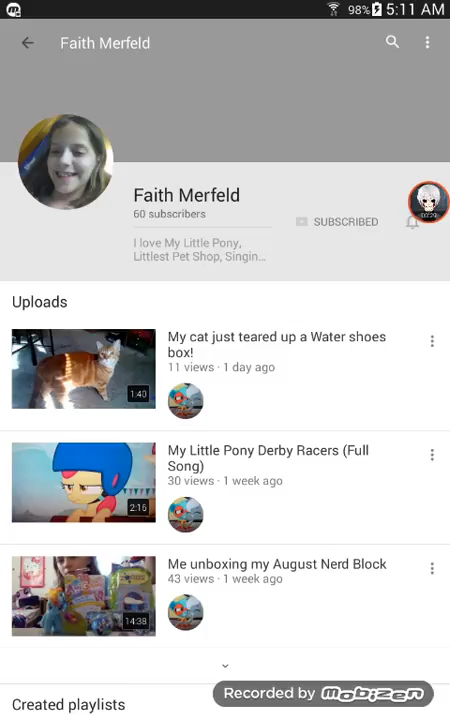 98% 5:11 AM
Faith Merfeld
Faith Merfeld
60 subscribers
SUBSCRIBED
00:29
I love My Little Pony,
Littlest Pet Shop, Singin...
Uploads
My cat just teared up a Water shoes
box!
11 views · 1 day ago
1:40
My Little Pony Derby Racers (Full
Song)
30 views · 1 week ago
2:16
Me unboxing my August Nerd Block
43 views · 1 week ago
14:38
Created playlists
Recorded by Mobizen